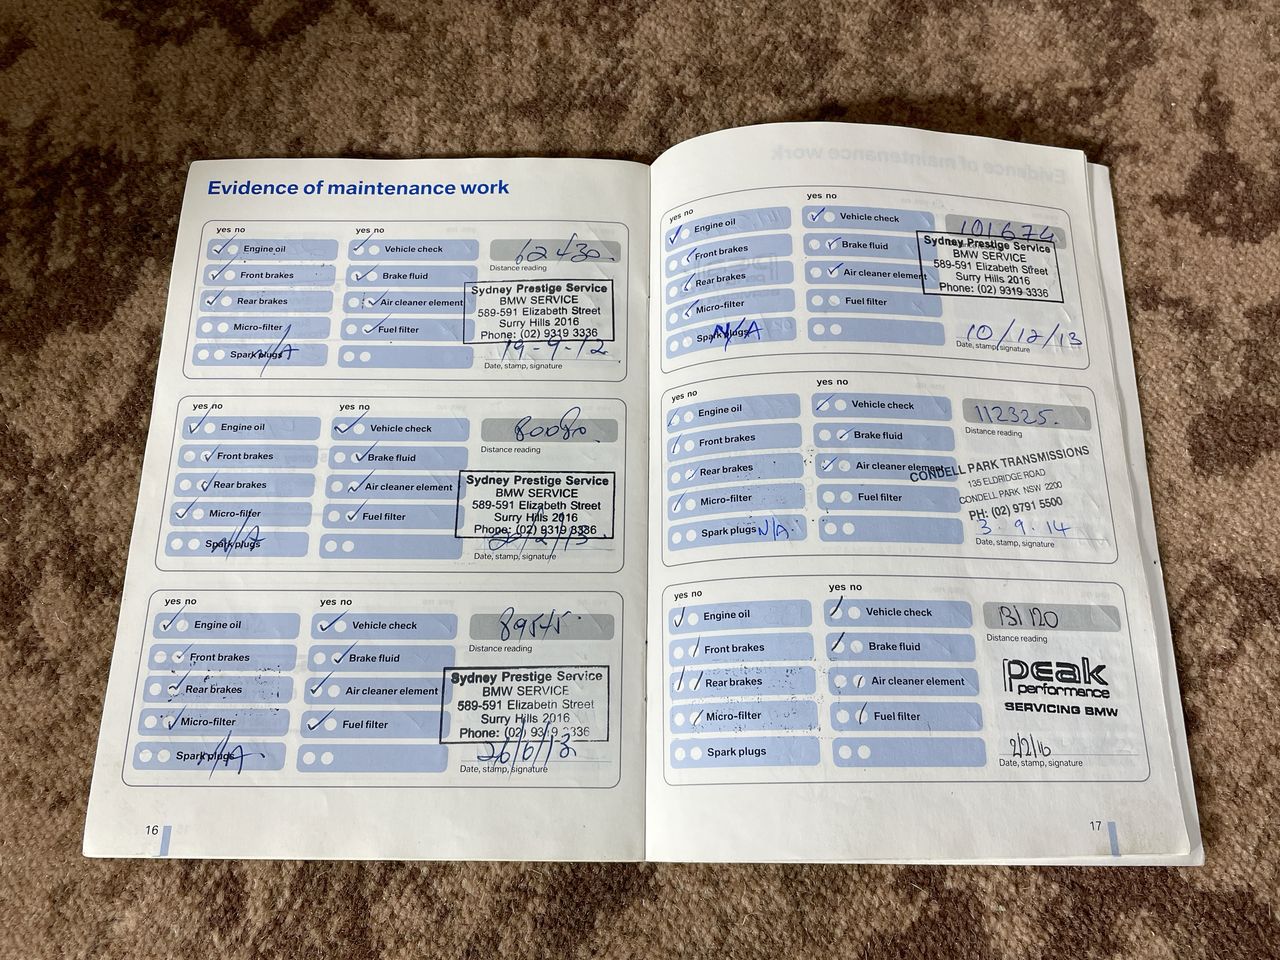 Evidence of maintenance work
yes no
yes no
Engine oil
Vehicle check
62430
Distance reading
Front brakes
Brake fluid
Rear brakes
Air cleaner element
Micro-filter
Fuel filter
Spark plugs
N/A
Sydney Prestige Service
BMW SERVICE
589-591 Elizabeth Street
Surry Hills 2016
Phone: (02) 9319 3336
19-9-12
Date, stamp, signature
yes no
yes no
Engine oil
Vehicle check
80080
Distance reading
Front brakes
Brake fluid
Rear brakes
Air cleaner element
Micro-filter
Fuel filter
Spark plugs
N/A
Sydney Prestige Service
BMW SERVICE
589-591 Elizabeth Street
Surry Hills 2016
Phone: (02) 9319 3336
Date, stamp, signature
yes no
yes no
Engine oil
Vehicle check
89545
Distance reading
Front brakes
Brake fluid
Rear brakes
Air cleaner element
Micro-filter
Fuel filter
Spark plugs
N/A
Sydney Prestige Service
BMW SERVICE
589-591 Elizabeth Street
Surry Hills 2016
Phone: (02) 9319 3336
26/6/13
Date, stamp, signature
16
yes no
yes no
Engine oil
Vehicle check
101674
Front brakes
Brake fluid
Rear brakes
Air cleaner element
Micro-filter
Fuel filter
Spark plugs
N/A
Sydney Prestige Service
BMW SERVICE
589-591 Elizabeth Street
Surry Hills 2016
Phone: (02) 9319 3336
10/12/13
Date, stamp, signature
yes no
yes no
Engine oil
Vehicle check
112325.
Distance reading
Front brakes
Brake fluid
Rear brakes
Air cleaner element
Micro-filter
Fuel filter
Spark plugs N/A
CONDELL PARK TRANSMISSIONS
135 ELDRIDGE ROAD
CONDELL PARK NSW 2200
PH: (02) 9791 5500
3.9.14
Date, stamp, signature
yes no
yes no
Engine oil
Vehicle check
131120
Distance reading
Front brakes
Brake fluid
Rear brakes
Air cleaner element
Micro-filter
Fuel filter
Spark plugs
peak
performance
SERVICING BMW
2/2/16
Date, stamp, signature
17